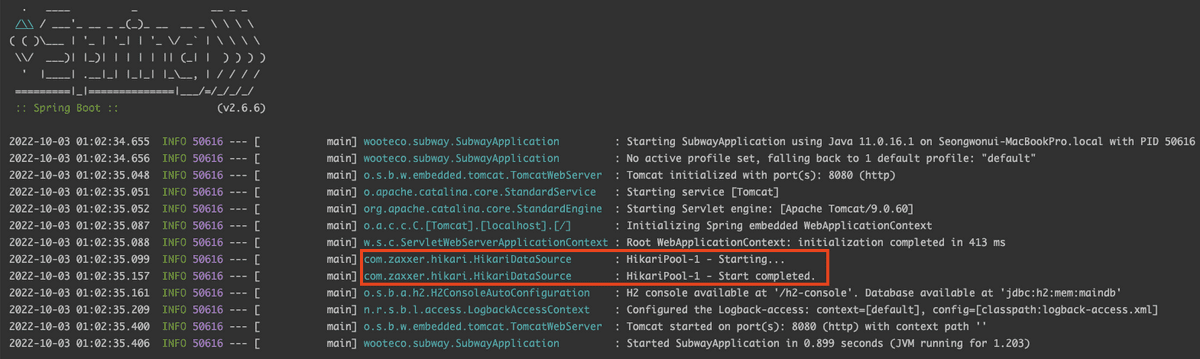 :: Spring Boot ::                (v2.6.6)
2022-10-03 01:02:34.655  INFO 50616 --- [           main] wooteco.subway.SubwayApplication         : Starting SubwayApplication using Java 11.0.16.1 on Seongwonui-MacBookPro.local with PID 50616
2022-10-03 01:02:34.656  INFO 50616 --- [           main] wooteco.subway.SubwayApplication         : No active profile set, falling back to 1 default profile: "default"
2022-10-03 01:02:35.048  INFO 50616 --- [           main] o.s.b.w.embedded.tomcat.TomcatWebServer  : Tomcat initialized with port(s): 8080 (http)
2022-10-03 01:02:35.051  INFO 50616 --- [           main] o.apache.catalina.core.StandardService   : Starting service [Tomcat]
2022-10-03 01:02:35.052  INFO 50616 --- [           main] org.apache.catalina.core.StandardEngine  : Starting Servlet engine: [Apache Tomcat/9.0.60]
2022-10-03 01:02:35.087  INFO 50616 --- [           main] o.a.c.c.C.[Tomcat].[localhost].[/]       : Initializing Spring embedded WebApplicationContext
2022-10-03 01:02:35.088  INFO 50616 --- [           main] w.s.c.ServletWebServerApplicationContext : Root WebApplicationContext: initialization completed in 413 ms
2022-10-03 01:02:35.099  INFO 50616 --- [           main] com.zaxxer.hikari.HikariDataSource       : HikariPool-1 - Starting...
2022-10-03 01:02:35.157  INFO 50616 --- [           main] com.zaxxer.hikari.HikariDataSource       : HikariPool-1 - Start completed.
2022-10-03 01:02:35.161  INFO 50616 --- [           main] o.s.b.a.h2.H2ConsoleAutoConfiguration    : H2 console available at '/h2-console'. Database available at 'jdbc:h2:mem:maindb'
2022-10-03 01:02:35.209  INFO 50616 --- [           main] n.r.s.b.l.access.LogbackAccessContext    : Configured the Logback-access: context=[default], config=[classpath:logback-access.xml]
2022-10-03 01:02:35.400  INFO 50616 --- [           main] o.s.b.w.embedded.tomcat.TomcatWebServer  : Tomcat started on port(s): 8080 (http) with context path ''
2022-10-03 01:02:35.406  INFO 50616 --- [           main] wooteco.subway.SubwayApplication         : Started SubwayApplication in 0.899 seconds (JVM running for 1.203)